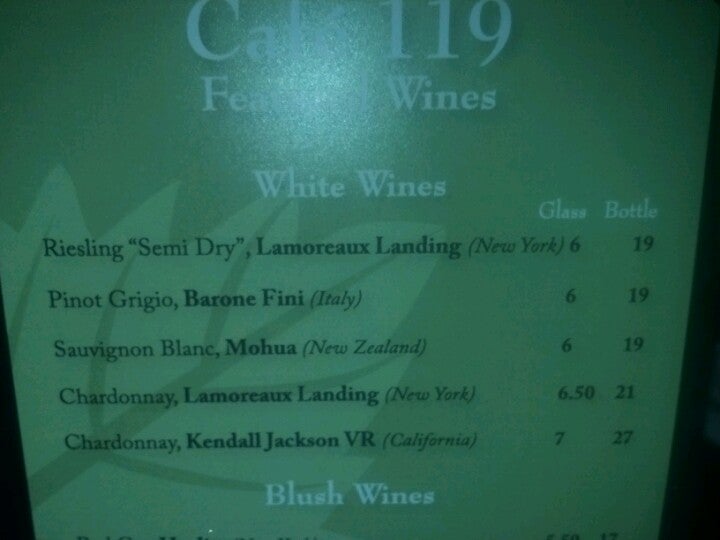 Café 119
Featured Wines
White Wines
Glass Bottle
Riesling “Semi Dry”, Lamoreaux Landing (New York) 6 19
Pinot Grigio, Barone Fini (Italy) 6 19
Sauvignon Blanc, Mohua (New Zealand) 6 19
Chardonnay, Lamoreaux Landing (New York) 6.50 21
Chardonnay, Kendall Jackson VR (California) 7 27
Blush Wines